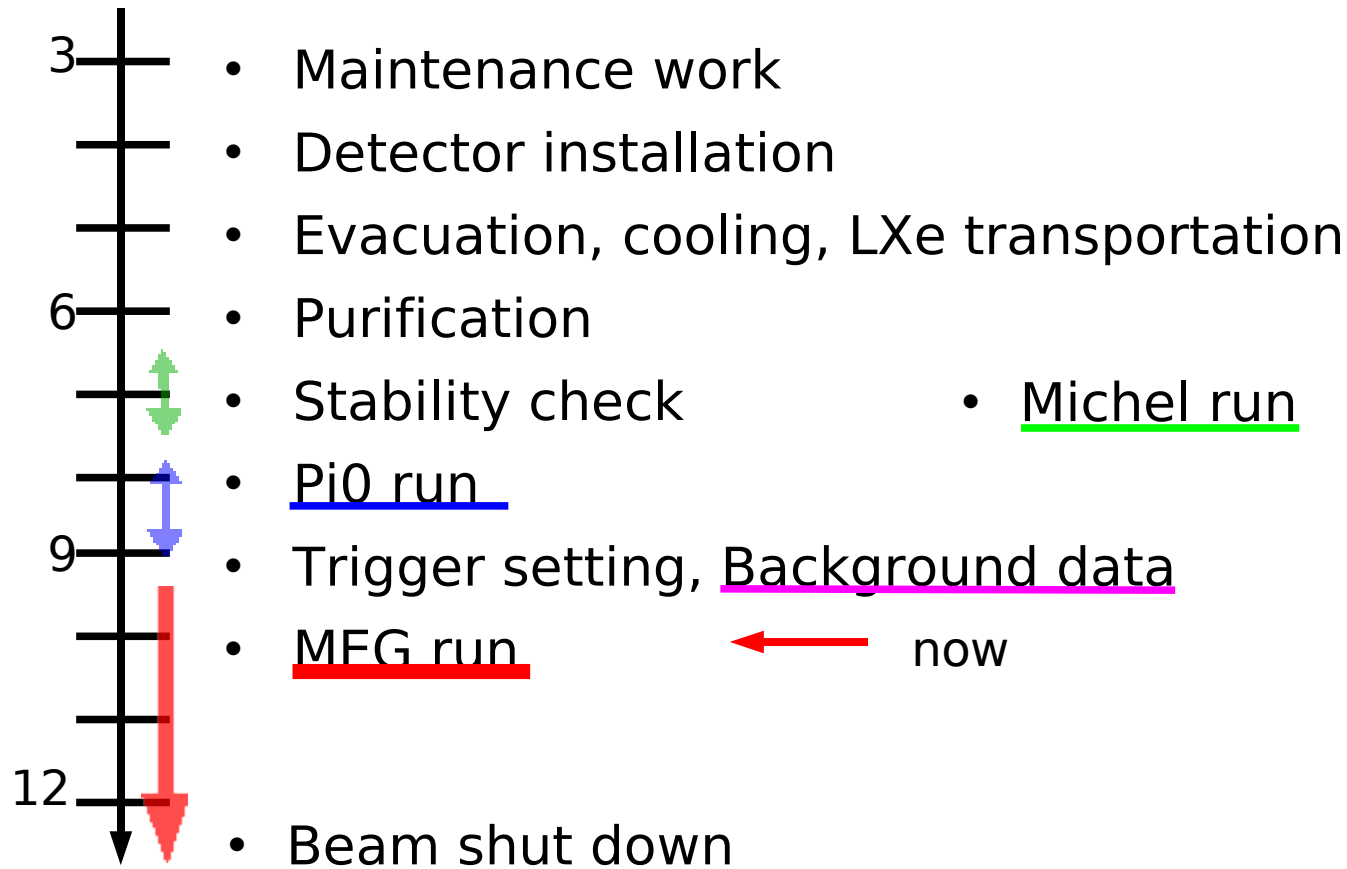 3
• Maintenance work
• Detector installation
• Evacuation, cooling, LXe transportation
6
• Purification
• Stability check
• Michel run
• Pi0 run
9
• Trigger setting, Background data
• MEG run
now
12
• Beam shut down